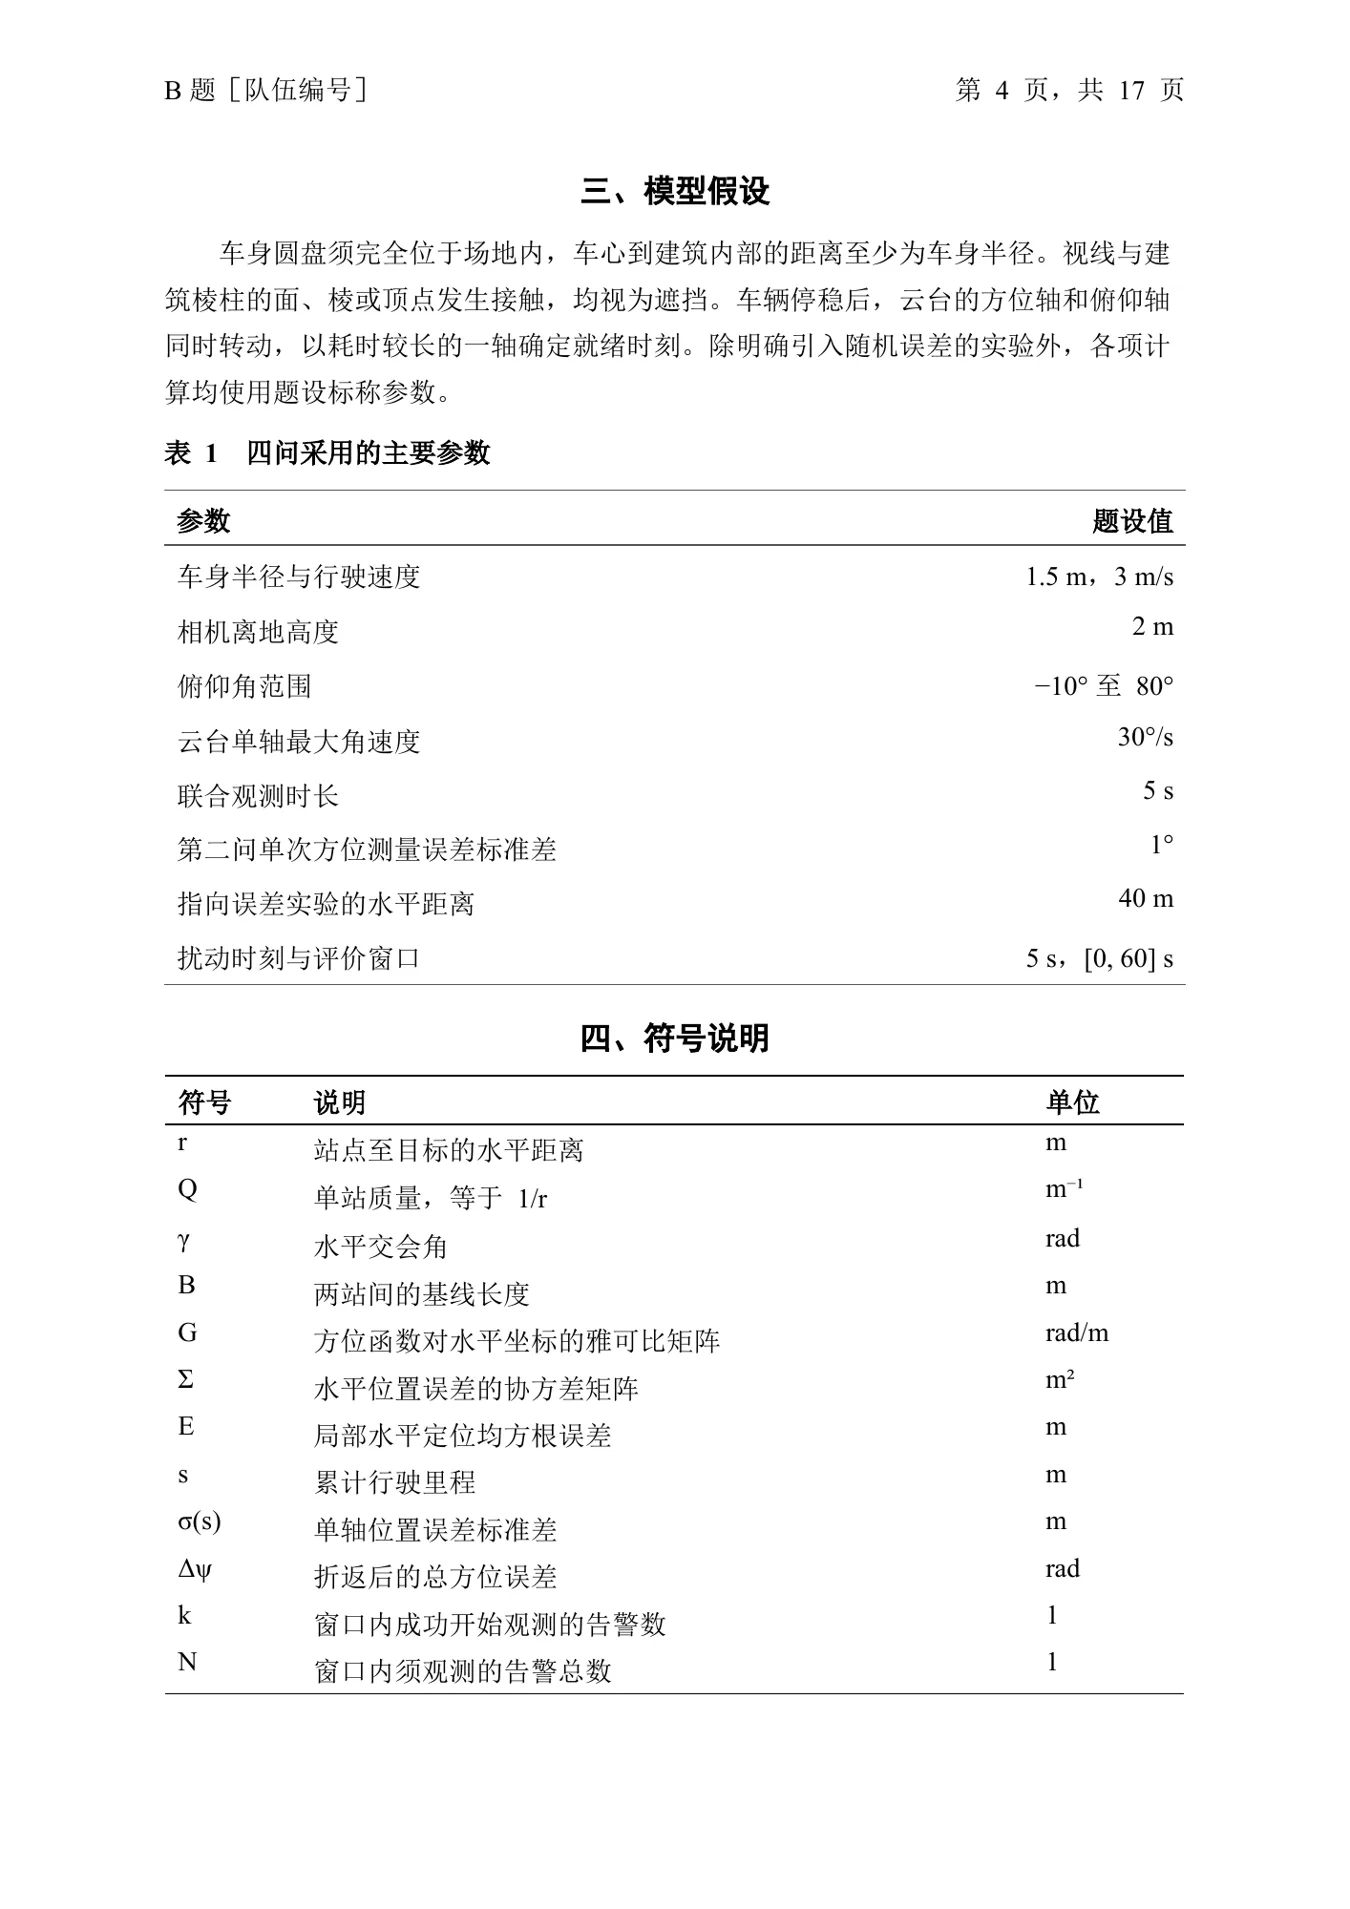 B 题［队伍编号］ 第 4 页，共 17 页
三、模型假设
车身圆盘须完全位于场地内，车心到建筑内部的距离至少为车身半径。视线与建
筑棱柱的面、棱或顶点发生接触，均视为遮挡。车辆停稳后，云台的方位轴和俯仰轴
同时转动，以耗时较长的一轴确定就绪时刻。除明确引入随机误差的实验外，各项计
算均使用题设标称参数。
表 1 四问采用的主要参数
参数 题设值
车身半径与行驶速度 1.5 m，3 m/s
相机离地高度 2 m
俯仰角范围 −10° 至 80°
云台单轴最大角速度 30°/s
联合观测时长 5 s
第二问单次方位测量误差标准差 1°
指向误差实验的水平距离 40 m
扰动时刻与评价窗口 5 s，[0, 60] s
四、符号说明
符号 说明 单位
r 站点至目标的水平距离 m
Q 单站质量，等于 1/r m⁻¹
γ 水平交会角 rad
B 两站间的基线长度 m
G 方位函数对水平坐标的雅可比矩阵 rad/m
Σ 水平位置误差的协方差矩阵 m²
E 局部水平定位均方根误差 m
s 累计行驶里程 m
σ(s) 单轴位置误差标准差 m
Δψ 折返后的总方位误差 rad
k 窗口内成功开始观测的告警数 1
N 窗口内须观测的告警总数 1